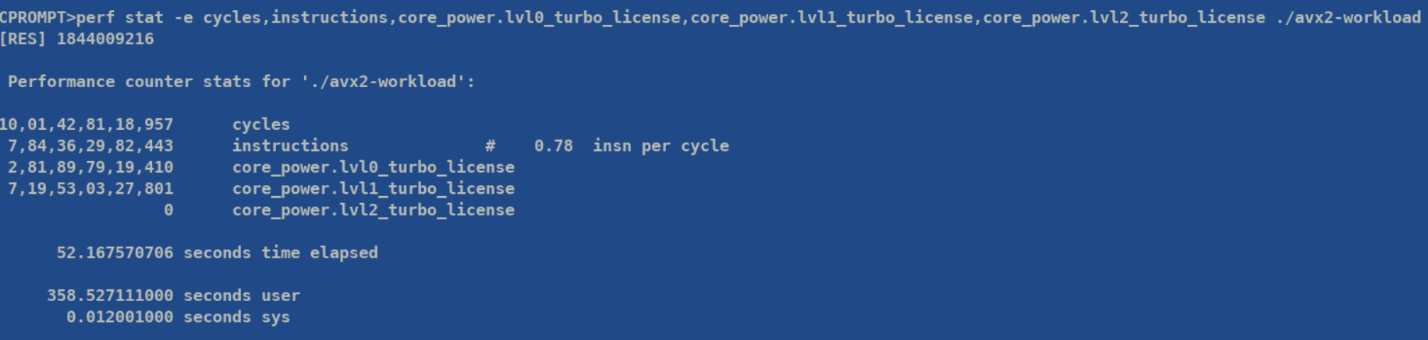 CPROMPT>perf stat -e cycles,instructions,core_power.lvl0_turbo_license,core_power.lvl1_turbo_license,core_power.lvl2_turbo_license ./avx2-workload
[RES] 1844009216
Performance counter stats for './avx2-workload':
10,01,42,81,18,957 cycles
7,84,36,29,82,443 instructions # 0.78 insn per cycle
2,81,89,79,19,410 core_power.lvl0_turbo_license
7,19,53,03,27,801 core_power.lvl1_turbo_license
0 core_power.lvl2_turbo_license
52.167570706 seconds time elapsed
358.527111000 seconds user
0.012001000 seconds sys